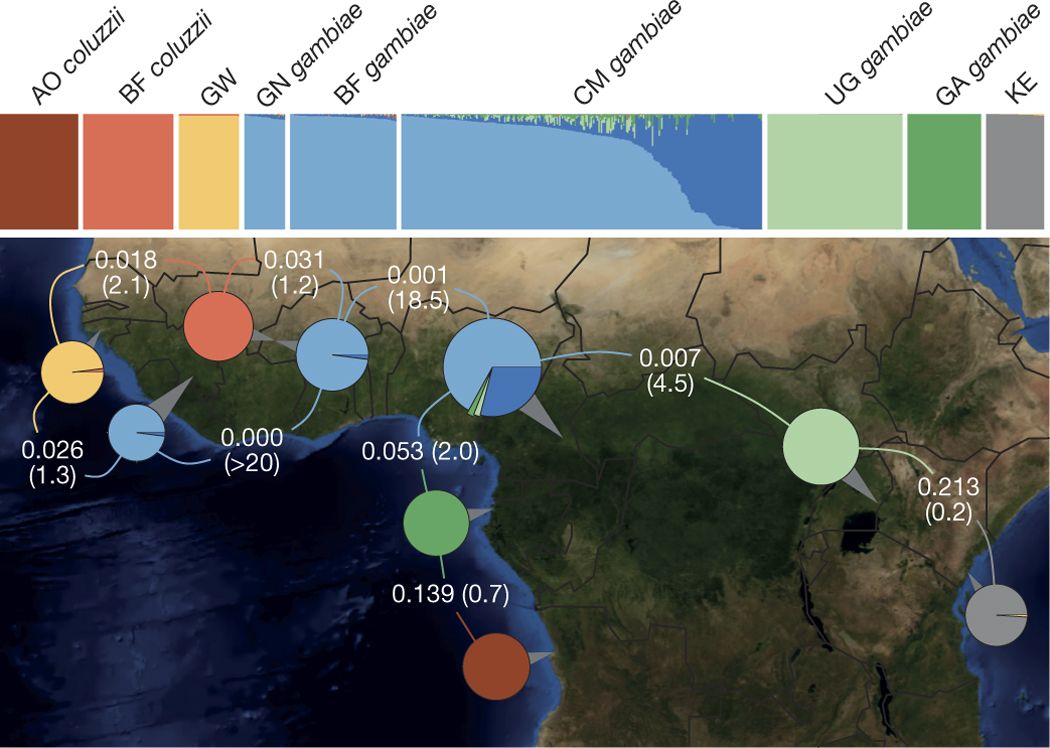 AO coluzzii
BF coluzzii
GW
GN gambiae
BF gambiae
CM gambiae
UG gambiae
GA gambiae
KE
0.018
(2.1)
0.031
(1.2)
0.001
(18.5)
0.007
(4.5)
0.026
(1.3)
0.000
(>20)
0.053 (2.0)
0.213
(0.2)
0.139 (0.7)